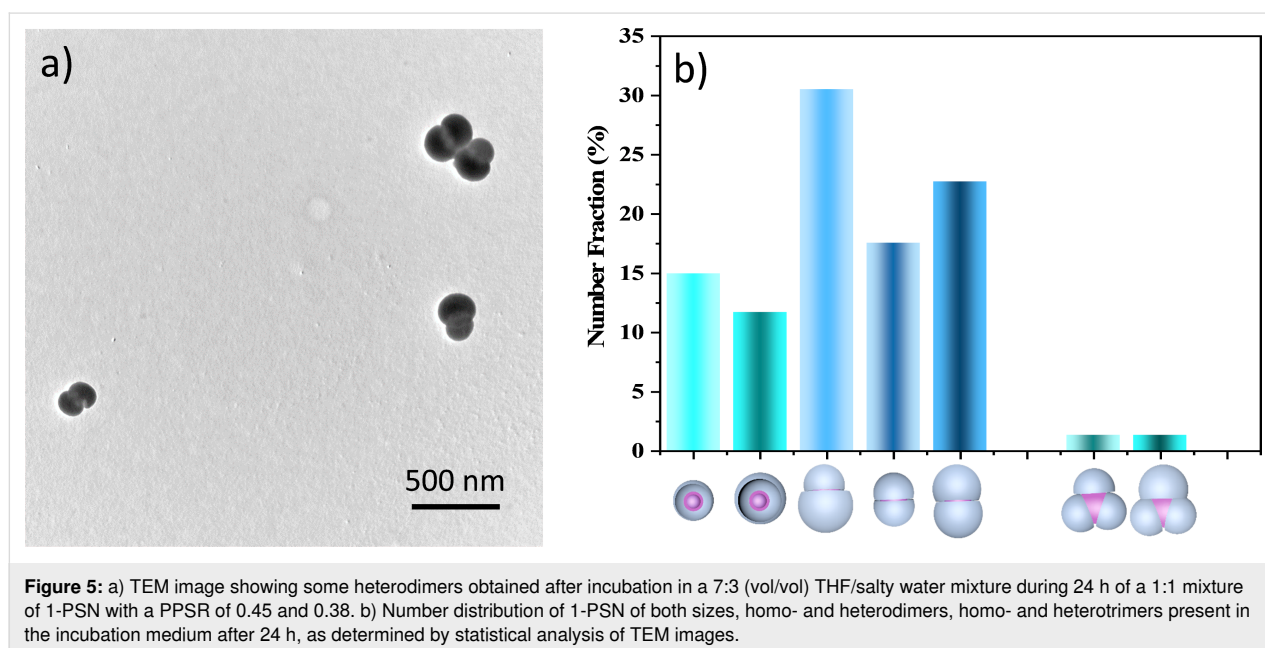 a)
500 nm
b)
Number Fraction (%)
35
30
25
20
15
10
5
0
Figure 5: a) TEM image showing some heterodimers obtained after incubation in a 7:3 (vol/vol) THF/salty water mixture during 24 h of a 1:1 mixture
of 1-PSN with a PPSR of 0.45 and 0.38. b) Number distribution of 1-PSN of both sizes, homo- and heterodimers, homo- and heterotrimers present in
the incubation medium after 24 h, as determined by statistical analysis of TEM images.